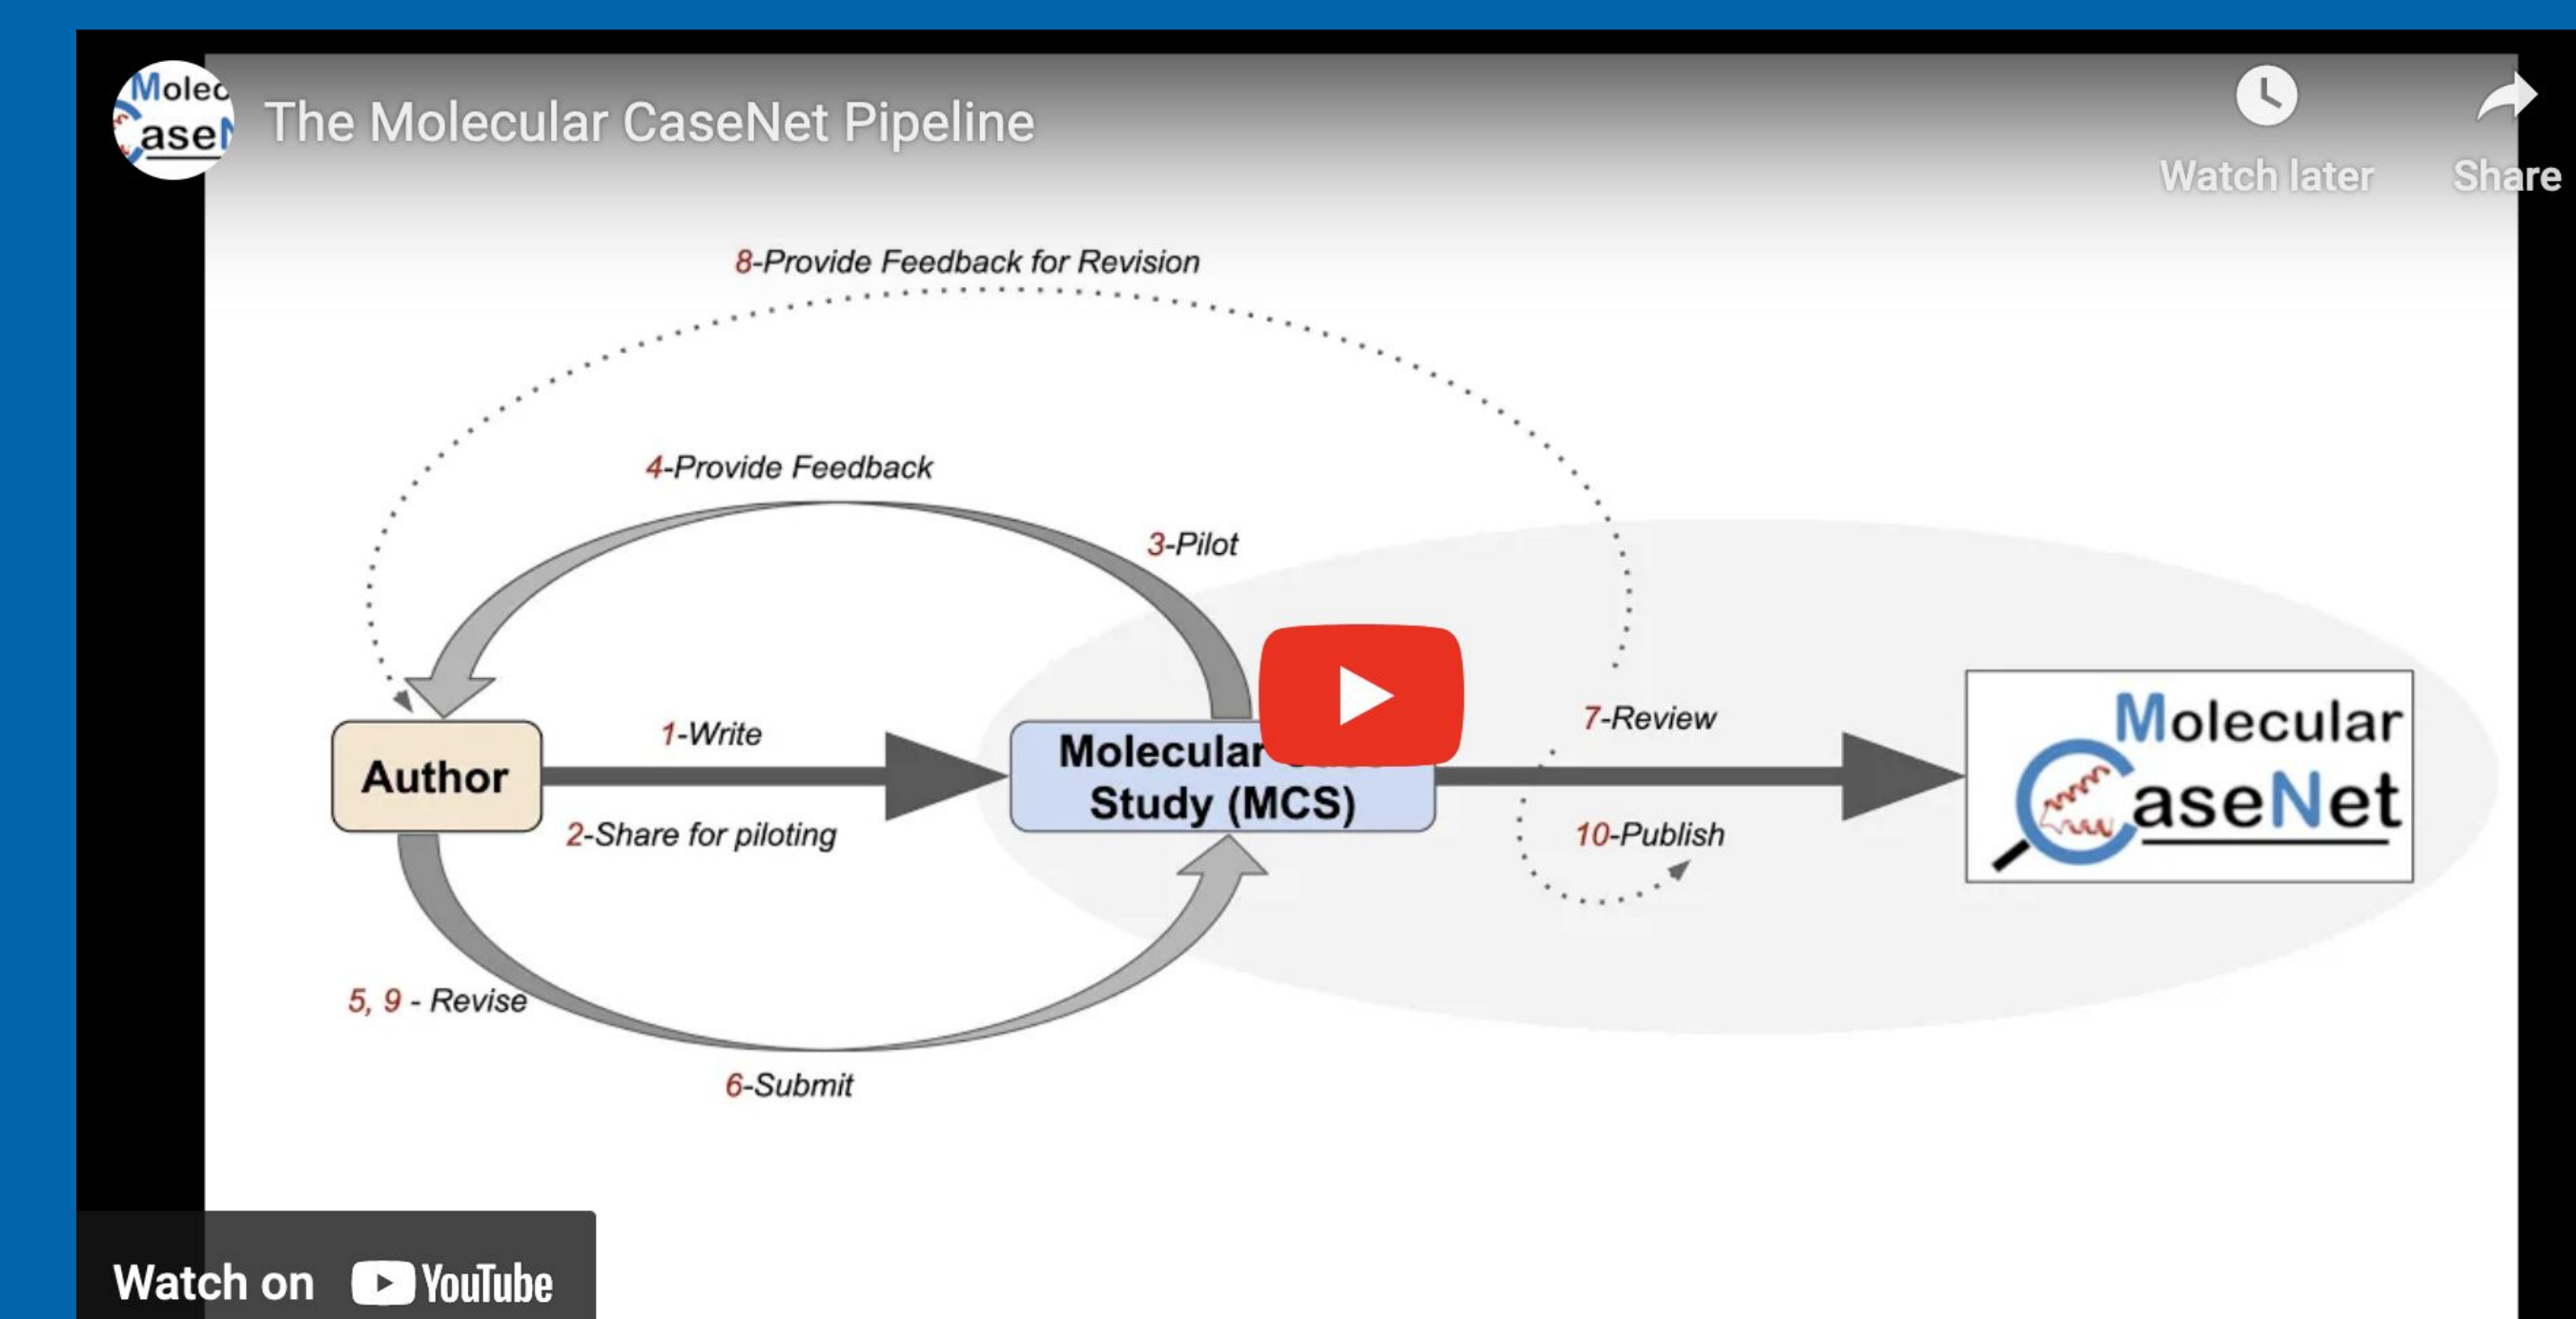 Molec
ase
The Molecular CaseNet Pipeline
Watch later
Share
8-Provide Feedback for Revision
4-Provide Feedback
3-Pilot
Author
1-Write
2-Share for piloting
Molecular
Study (MCS)
7-Review
10-Publish
Molecular
CaseNet
5, 9 - Revise
6-Submit
Watch on YouTube